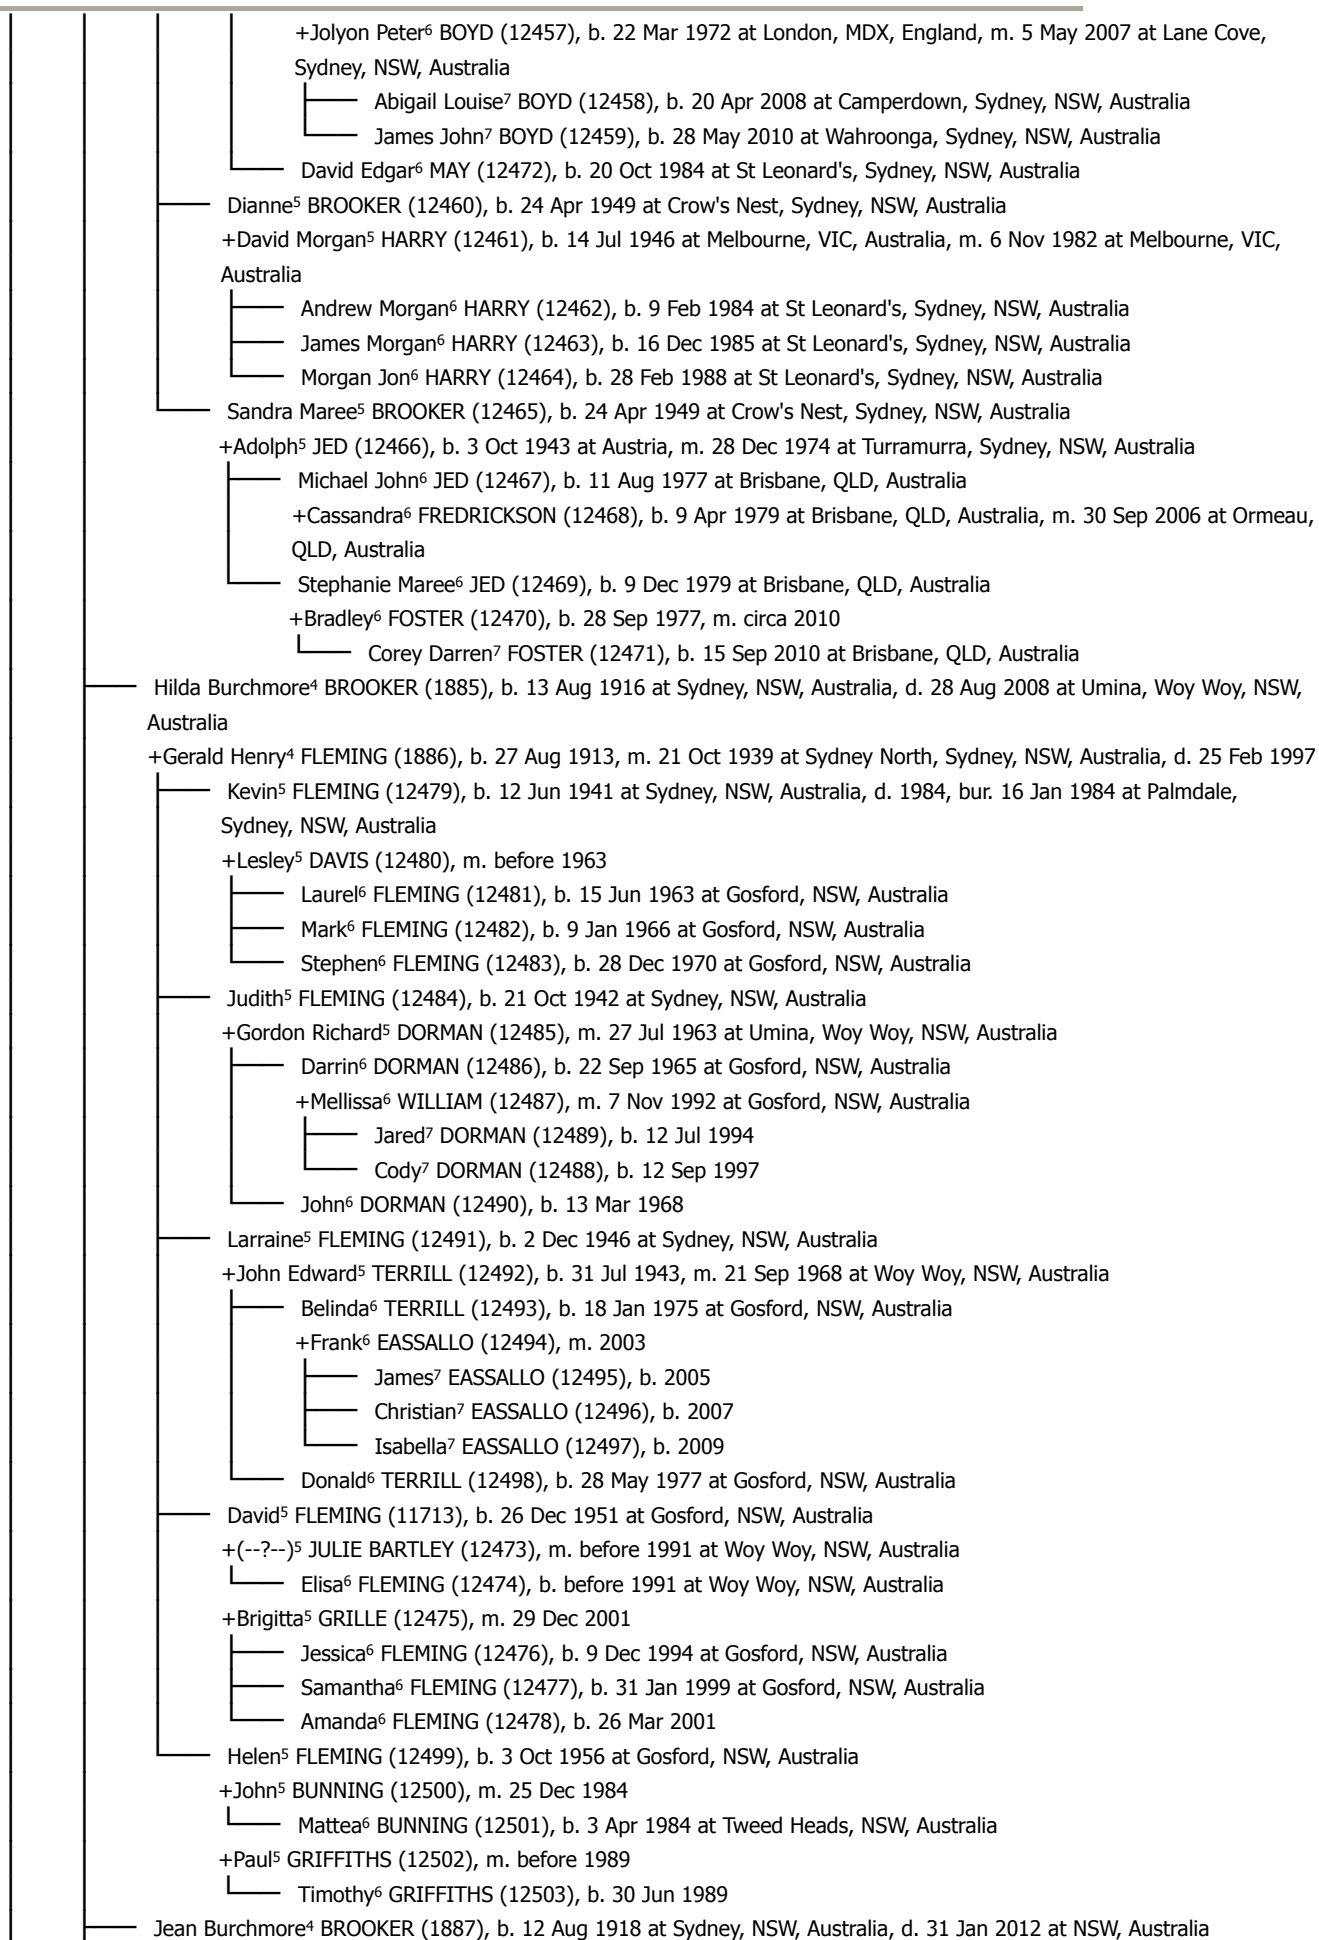 +Jolyon Peter⁶ BOYD (12457), b. 22 Mar 1972 at London, MDX, England, m. 5 May 2007 at Lane Cove,
Sydney, NSW, Australia
Abigail Louise⁷ BOYD (12458), b. 20 Apr 2008 at Camperdown, Sydney, NSW, Australia
James John⁷ BOYD (12459), b. 28 May 2010 at Wahroonga, Sydney, NSW, Australia
David Edgar⁶ MAY (12472), b. 20 Oct 1984 at St Leonard's, Sydney, NSW, Australia
Dianne⁵ BROOKER (12460), b. 24 Apr 1949 at Crow's Nest, Sydney, NSW, Australia
+David Morgan⁵ HARRY (12461), b. 14 Jul 1946 at Melbourne, VIC, Australia, m. 6 Nov 1982 at Melbourne, VIC,
Australia
Andrew Morgan⁶ HARRY (12462), b. 9 Feb 1984 at St Leonard's, Sydney, NSW, Australia
James Morgan⁶ HARRY (12463), b. 16 Dec 1985 at St Leonard's, Sydney, NSW, Australia
Morgan Jon⁶ HARRY (12464), b. 28 Feb 1988 at St Leonard's, Sydney, NSW, Australia
Sandra Maree⁵ BROOKER (12465), b. 24 Apr 1949 at Crow's Nest, Sydney, NSW, Australia
+Adolph⁵ JED (12466), b. 3 Oct 1943 at Austria, m. 28 Dec 1974 at Turramurra, Sydney, NSW, Australia
Michael John⁶ JED (12467), b. 11 Aug 1977 at Brisbane, QLD, Australia
+Cassandra⁶ FREDRICKSON (12468), b. 9 Apr 1979 at Brisbane, QLD, Australia, m. 30 Sep 2006 at Ormeau,
QLD, Australia
Stephanie Maree⁶ JED (12469), b. 9 Dec 1979 at Brisbane, QLD, Australia
+Bradley⁶ FOSTER (12470), b. 28 Sep 1977, m. circa 2010
Corey Darren⁷ FOSTER (12471), b. 15 Sep 2010 at Brisbane, QLD, Australia
Hilda Burchmore⁴ BROOKER (1885), b. 13 Aug 1916 at Sydney, NSW, Australia, d. 28 Aug 2008 at Umina, Woy Woy, NSW,
Australia
+Gerald Henry⁴ FLEMING (1886), b. 27 Aug 1913, m. 21 Oct 1939 at Sydney North, Sydney, NSW, Australia, d. 25 Feb 1997
Kevin⁵ FLEMING (12479), b. 12 Jun 1941 at Sydney, NSW, Australia, d. 1984, bur. 16 Jan 1984 at Palmdale,
Sydney, NSW, Australia
+Lesley⁵ DAVIS (12480), m. before 1963
Laurel⁶ FLEMING (12481), b. 15 Jun 1963 at Gosford, NSW, Australia
Mark⁶ FLEMING (12482), b. 9 Jan 1966 at Gosford, NSW, Australia
Stephen⁶ FLEMING (12483), b. 28 Dec 1970 at Gosford, NSW, Australia
Judith⁵ FLEMING (12484), b. 21 Oct 1942 at Sydney, NSW, Australia
+Gordon Richard⁵ DORMAN (12485), m. 27 Jul 1963 at Umina, Woy Woy, NSW, Australia
Darrin⁶ DORMAN (12486), b. 22 Sep 1965 at Gosford, NSW, Australia
+Mellissa⁶ WILLIAM (12487), m. 7 Nov 1992 at Gosford, NSW, Australia
Jared⁷ DORMAN (12489), b. 12 Jul 1994
Cody⁷ DORMAN (12488), b. 12 Sep 1997
John⁶ DORMAN (12490), b. 13 Mar 1968
Larraine⁵ FLEMING (12491), b. 2 Dec 1946 at Sydney, NSW, Australia
+John Edward⁵ TERRILL (12492), b. 31 Jul 1943, m. 21 Sep 1968 at Woy Woy, NSW, Australia
Belinda⁶ TERRILL (12493), b. 18 Jan 1975 at Gosford, NSW, Australia
+Frank⁶ EASSALLO (12494), m. 2003
James⁷ EASSALLO (12495), b. 2005
Christian⁷ EASSALLO (12496), b. 2007
Isabella⁷ EASSALLO (12497), b. 2009
Donald⁶ TERRILL (12498), b. 28 May 1977 at Gosford, NSW, Australia
David⁵ FLEMING (11713), b. 26 Dec 1951 at Gosford, NSW, Australia
+(--?--)⁵ JULIE BARTLEY (12473), m. before 1991 at Woy Woy, NSW, Australia
Elisa⁶ FLEMING (12474), b. before 1991 at Woy Woy, NSW, Australia
+Brigitta⁵ GRILLE (12475), m. 29 Dec 2001
Jessica⁶ FLEMING (12476), b. 9 Dec 1994 at Gosford, NSW, Australia
Samantha⁶ FLEMING (12477), b. 31 Jan 1999 at Gosford, NSW, Australia
Amanda⁶ FLEMING (12478), b. 26 Mar 2001
Helen⁵ FLEMING (12499), b. 3 Oct 1956 at Gosford, NSW, Australia
+John⁵ BUNNING (12500), m. 25 Dec 1984
Mattea⁶ BUNNING (12501), b. 3 Apr 1984 at Tweed Heads, NSW, Australia
+Paul⁵ GRIFFITHS (12502), m. before 1989
Timothy⁶ GRIFFITHS (12503), b. 30 Jun 1989
Jean Burchmore⁴ BROOKER (1887), b. 12 Aug 1918 at Sydney, NSW, Australia, d. 31 Jan 2012 at NSW, Australia